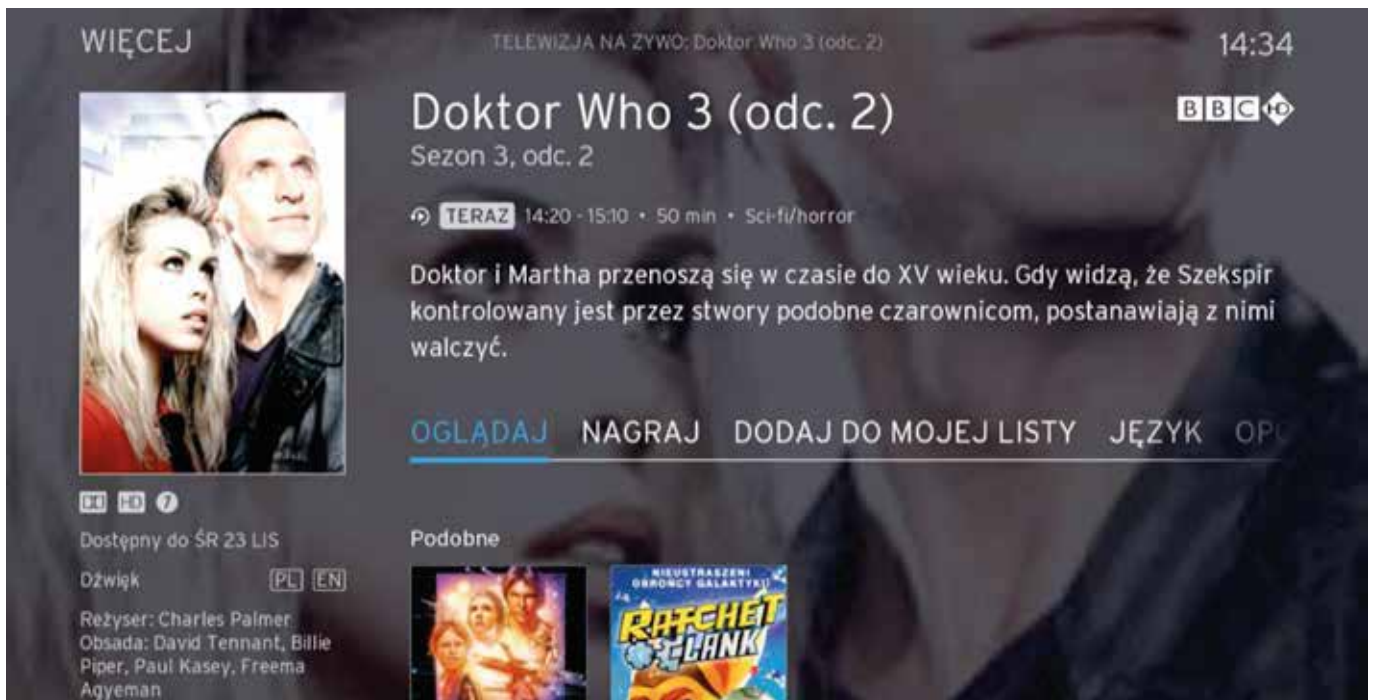 WIĘCEJ
TELEWIZJA NA ŻYWO: Doktor Who 3 (odc. 2)
14:34
Doktor Who 3 (odc. 2)
BBC HD
Sezon 3, odc. 2
TERAZ 14:20 - 15:10 • 50 min • Sci-fi/horror
Doktor i Martha przenoszą się w czasie do XV wieku. Gdy widzą, że Szekspir
kontrolowany jest przez stwory podobne czarownicom, postanawiają z nimi
walczyć.
OGLĄDAJ NAGRAJ DODAJ DO MOJEJ LISTY JĘZYK OPC
HD 7
Dostępny do ŚR 23 LIS
Dźwięk PL EN
Reżyser: Charles Palmer
Obsada: David Tennant, Billie
Piper, Paul Kasey, Freema
Agyeman
Podobne
NIEUSTRASZENI
OBROŃCY GALAKTYKI!
RATCHET
CLANK